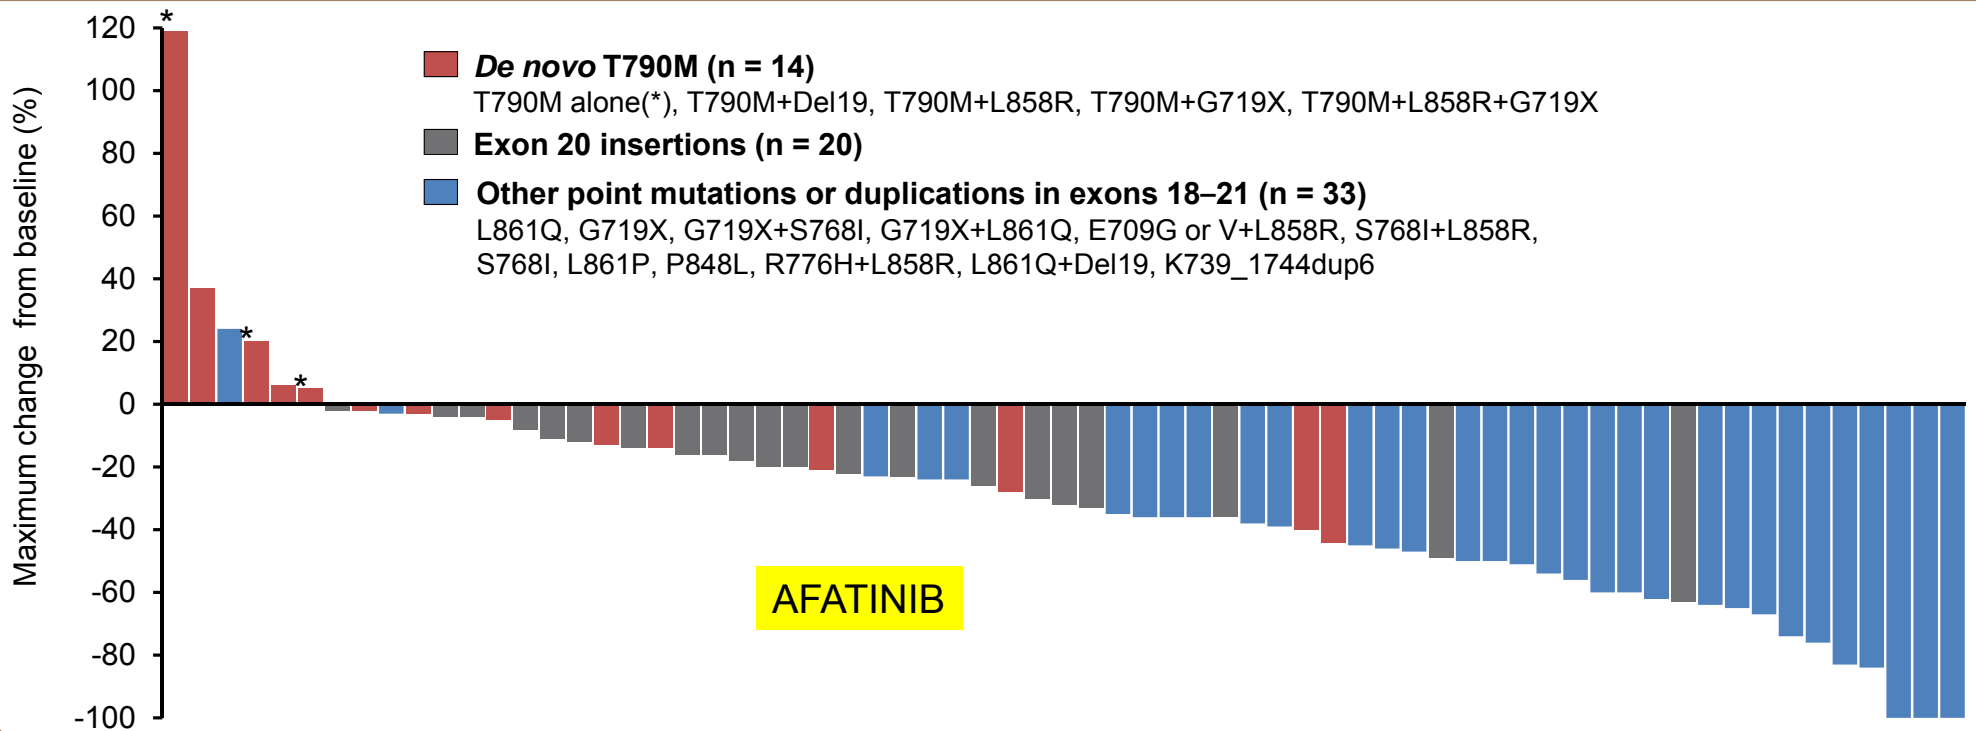 Maximum change from baseline (%)
120
100
80
60
40
20
0
-20
-40
-60
-80
-100
*
*
*
De novo T790M (n = 14)
T790M alone(*), T790M+Del19, T790M+L858R, T790M+G719X, T790M+L858R+G719X
Exon 20 insertions (n = 20)
Other point mutations or duplications in exons 18–21 (n = 33)
L861Q, G719X, G719X+S768I, G719X+L861Q, E709G or V+L858R, S768I+L858R,
S768I, L861P, P848L, R776H+L858R, L861Q+Del19, K739_1744dup6
AFATINIB